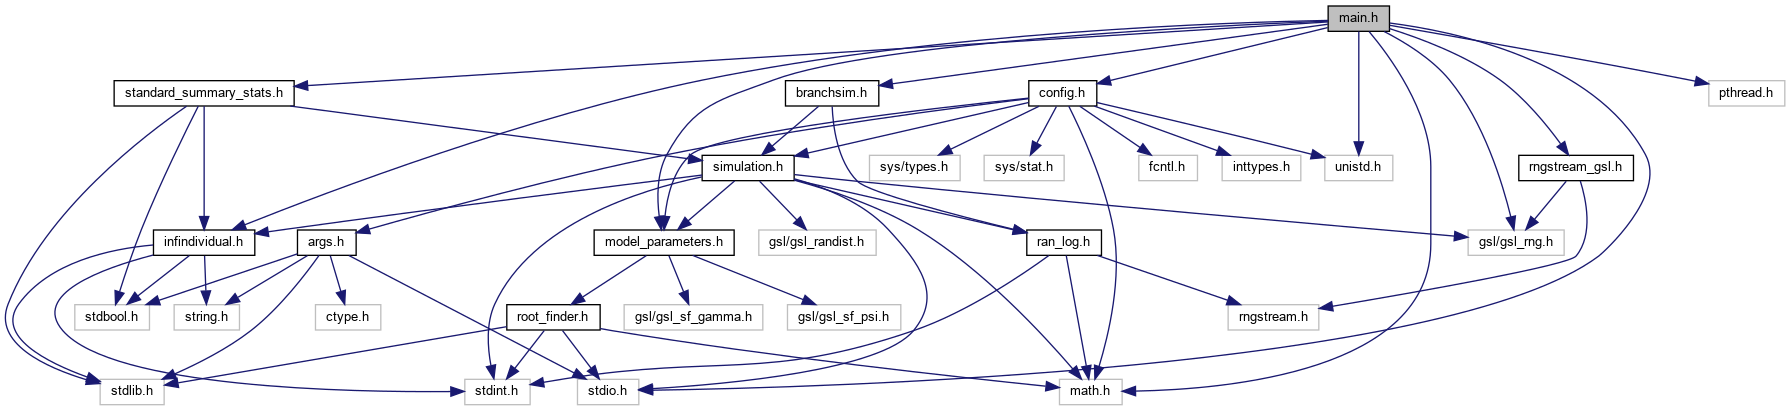 main.h
standard_summary_stats.h
branchsim.h
config.h
pthread.h
simulation.h
sys/types.h
sys/stat.h
fcntl.h
inttypes.h
unistd.h
rngstream_gsl.h
infindividual.h
args.h
model_parameters.h
gsl/gsl_randist.h
ran_log.h
gsl/gsl_rng.h
stdbool.h
string.h
ctype.h
root_finder.h
gsl/gsl_sf_gamma.h
gsl/gsl_sf_psi.h
rngstream.h
stdlib.h
stdint.h
stdio.h
math.h